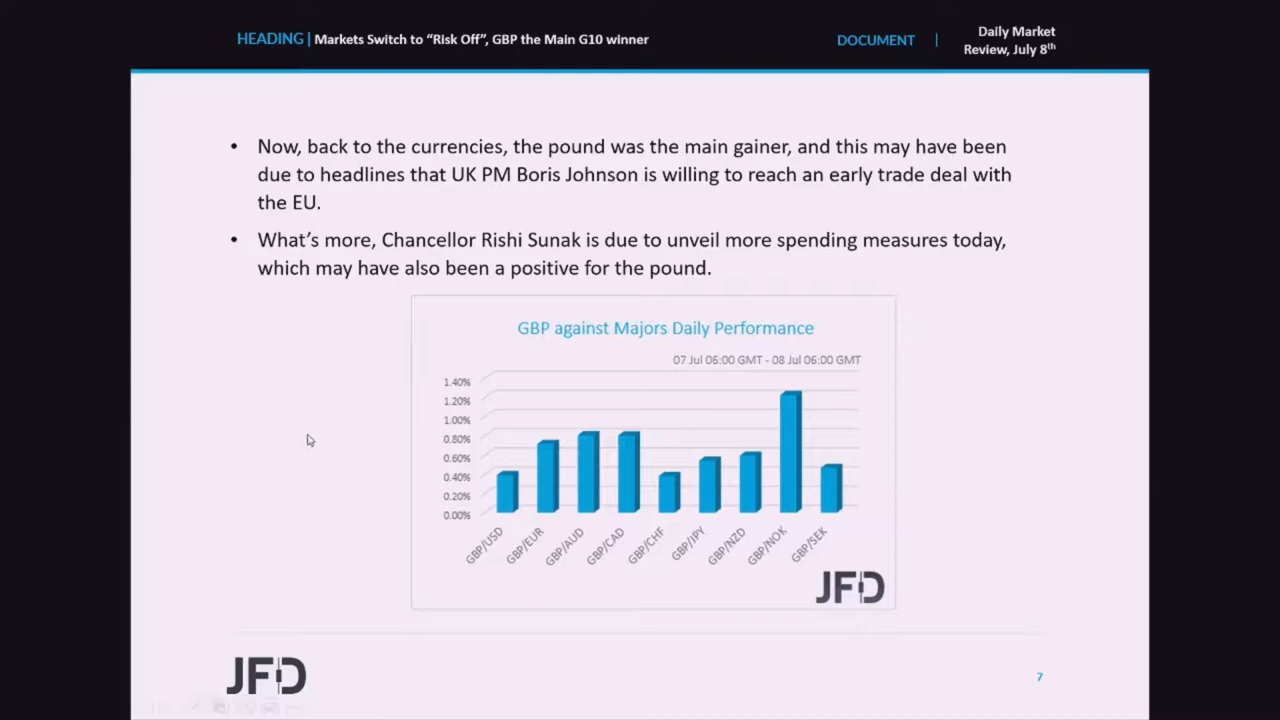 HEADING | Markets Switch to “Risk Off”, GBP the Main G10 winner
DOCUMENT | Daily Market
Review, July 8th
• Now, back to the currencies, the pound was the main gainer, and this may have been
due to headlines that UK PM Boris Johnson is willing to reach an early trade deal with
the EU.
• What’s more, Chancellor Rishi Sunak is due to unveil more spending measures today,
which may have also been a positive for the pound.
GBP against Majors Daily Performance
07 Jul 06:00 GMT - 08 Jul 06:00 GMT
1.40%
1.20%
1.00%
0.80%
0.60%
0.40%
0.20%
0.00%
GBP/USD
GBP/EUR
GBP/AUD
GBP/CAD
GBP/CHF
GBP/JPY
GBP/NZD
GBP/NOK
GBP/SEK
JFD
JFD
7